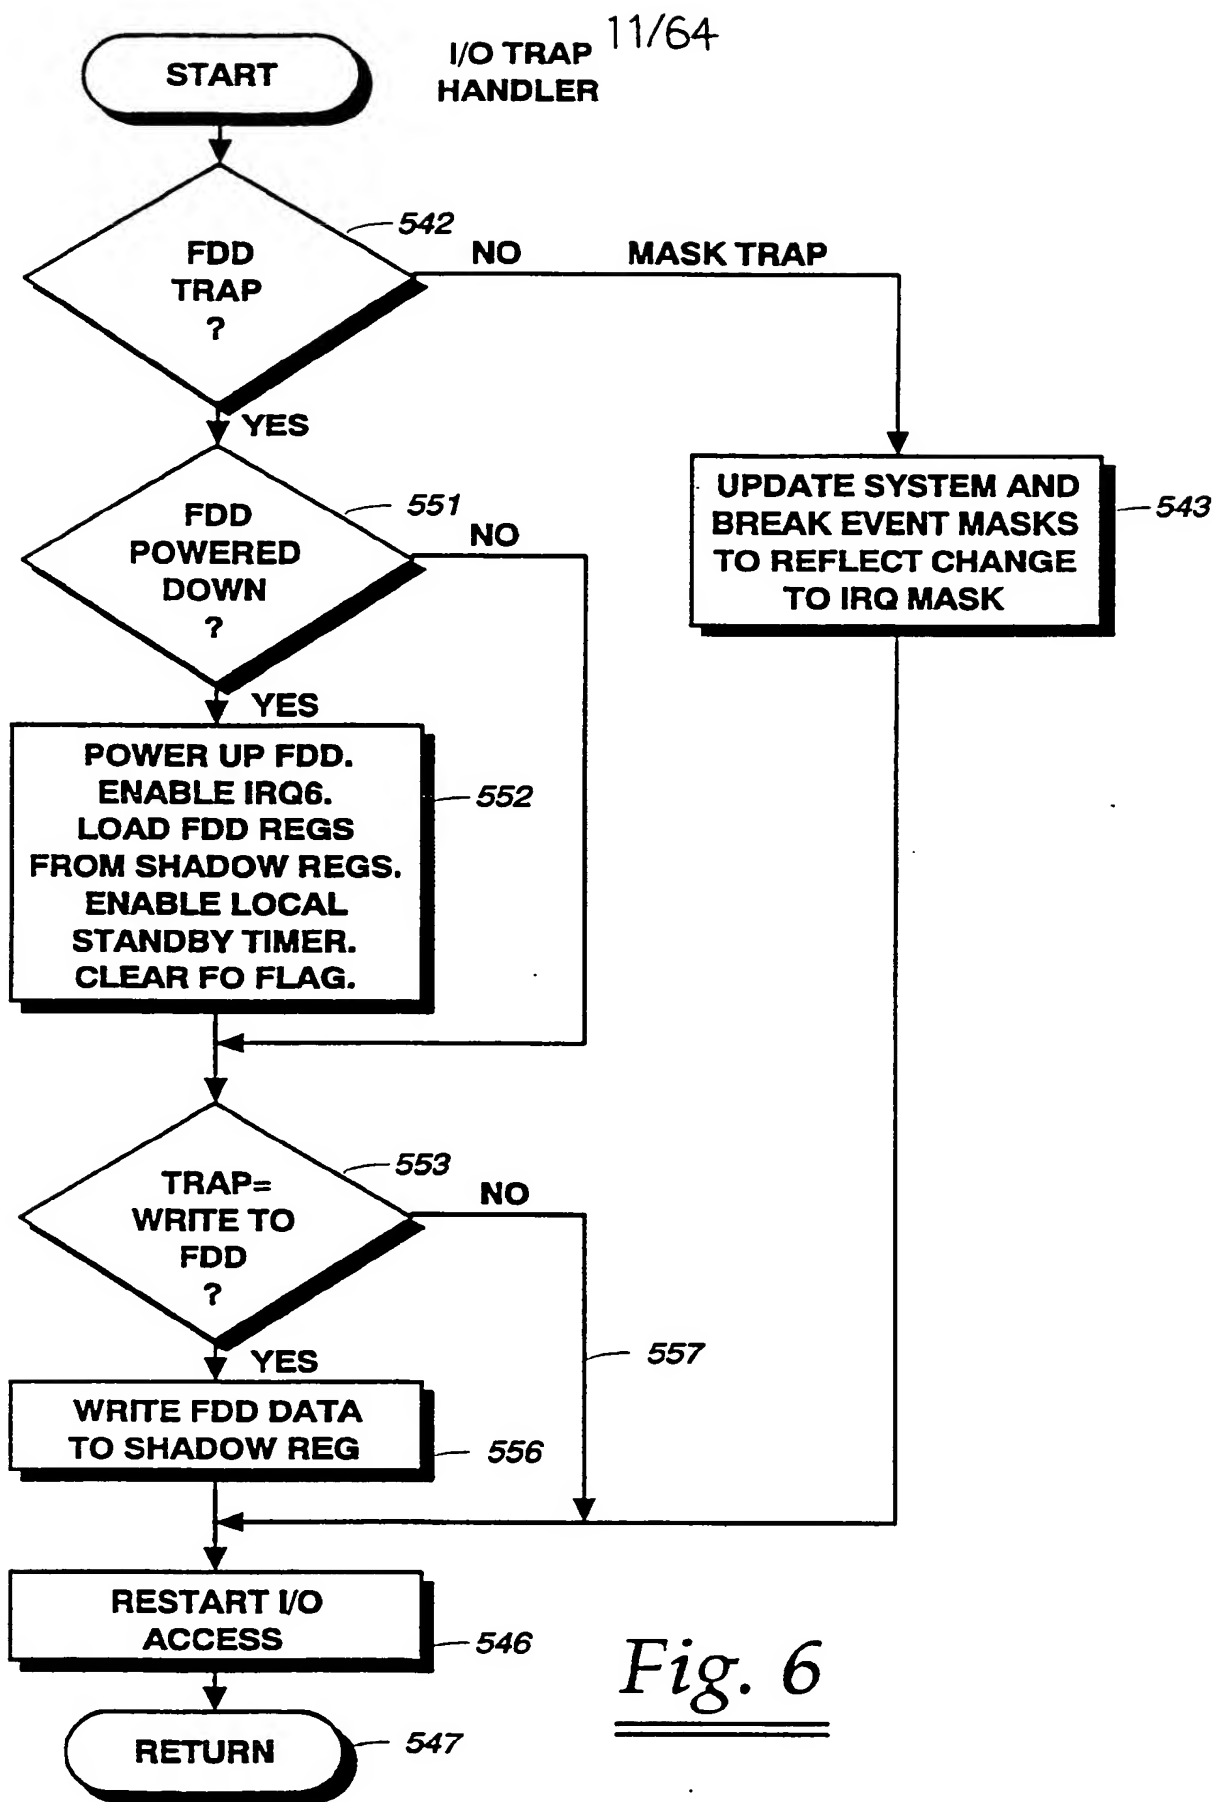 11/64
START
I/O TRAP
HANDLER
542
FDD
TRAP
?
NO
MASK TRAP
YES
551
FDD
POWERED
DOWN
?
NO
UPDATE SYSTEM AND
BREAK EVENT MASKS
TO REFLECT CHANGE
TO IRQ MASK
543
YES
POWER UP FDD.
ENABLE IRQ6.
LOAD FDD REGS
FROM SHADOW REGS.
ENABLE LOCAL
STANDBY TIMER.
CLEAR FO FLAG.
552
553
TRAP=
WRITE TO
FDD
?
NO
557
YES
WRITE FDD DATA
TO SHADOW REG
556
RESTART I/O
ACCESS
546
RETURN
547
Fig. 6